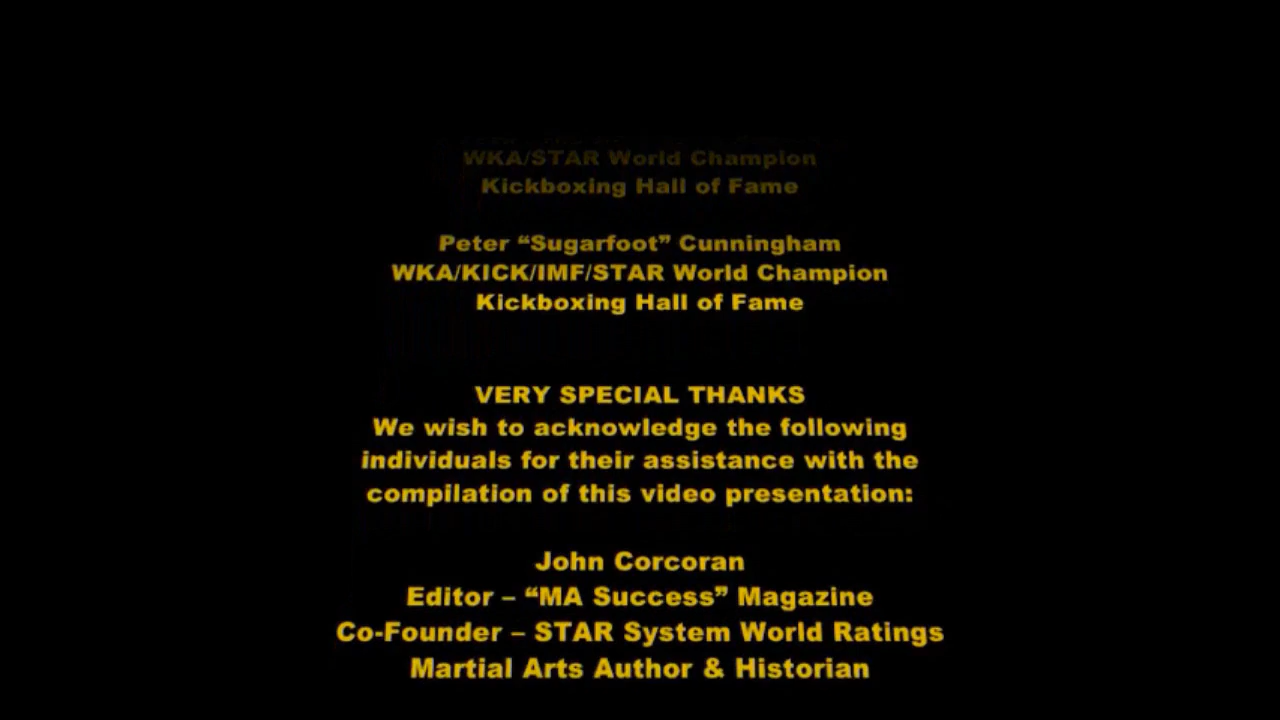 WKA/STAR World Champion
Kickboxing Hall of Fame
Peter “Sugarfoot” Cunningham
WKA/KICK/IMF/STAR World Champion
Kickboxing Hall of Fame
VERY SPECIAL THANKS
We wish to acknowledge the following
individuals for their assistance with the
compilation of this video presentation:
John Corcoran
Editor – “MA Success” Magazine
Co-Founder – STAR System World Ratings
Martial Arts Author & Historian